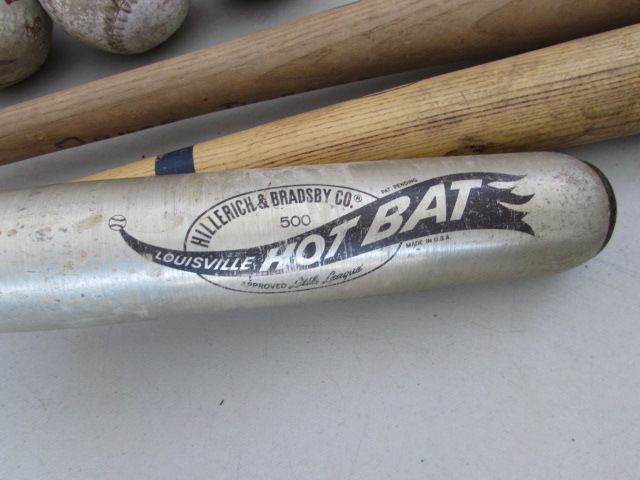 HILLERICH & BRADSBY CO.®
PAT. PENDING
500
LOUISVILLE HOT BAT
MADE IN U.S.A.
APPROVED Little League